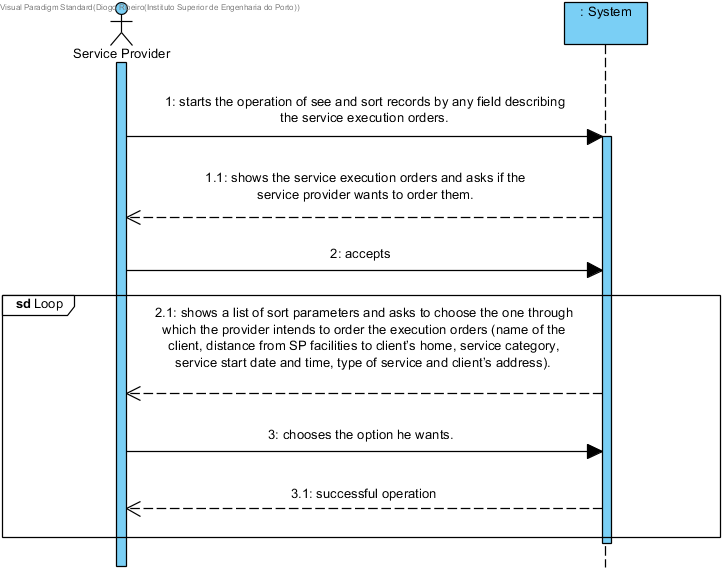 Visual Paradigm Standard(Diogo Ribeiro(Instituto Superior de Engenharia do Porto))
: System
Service Provider
1: starts the operation of see and sort records by any field describing
the service execution orders.
1.1: shows the service execution orders and asks if the
service provider wants to order them.
2: accepts
sd Loop
2.1: shows a list of sort parameters and asks to choose the one through
which the provider intends to order the execution orders (name of the
client, distance from SP facilities to client's home, service category,
service start date and time, type of service and client's address).
3: chooses the option he wants.
3.1: successful operation